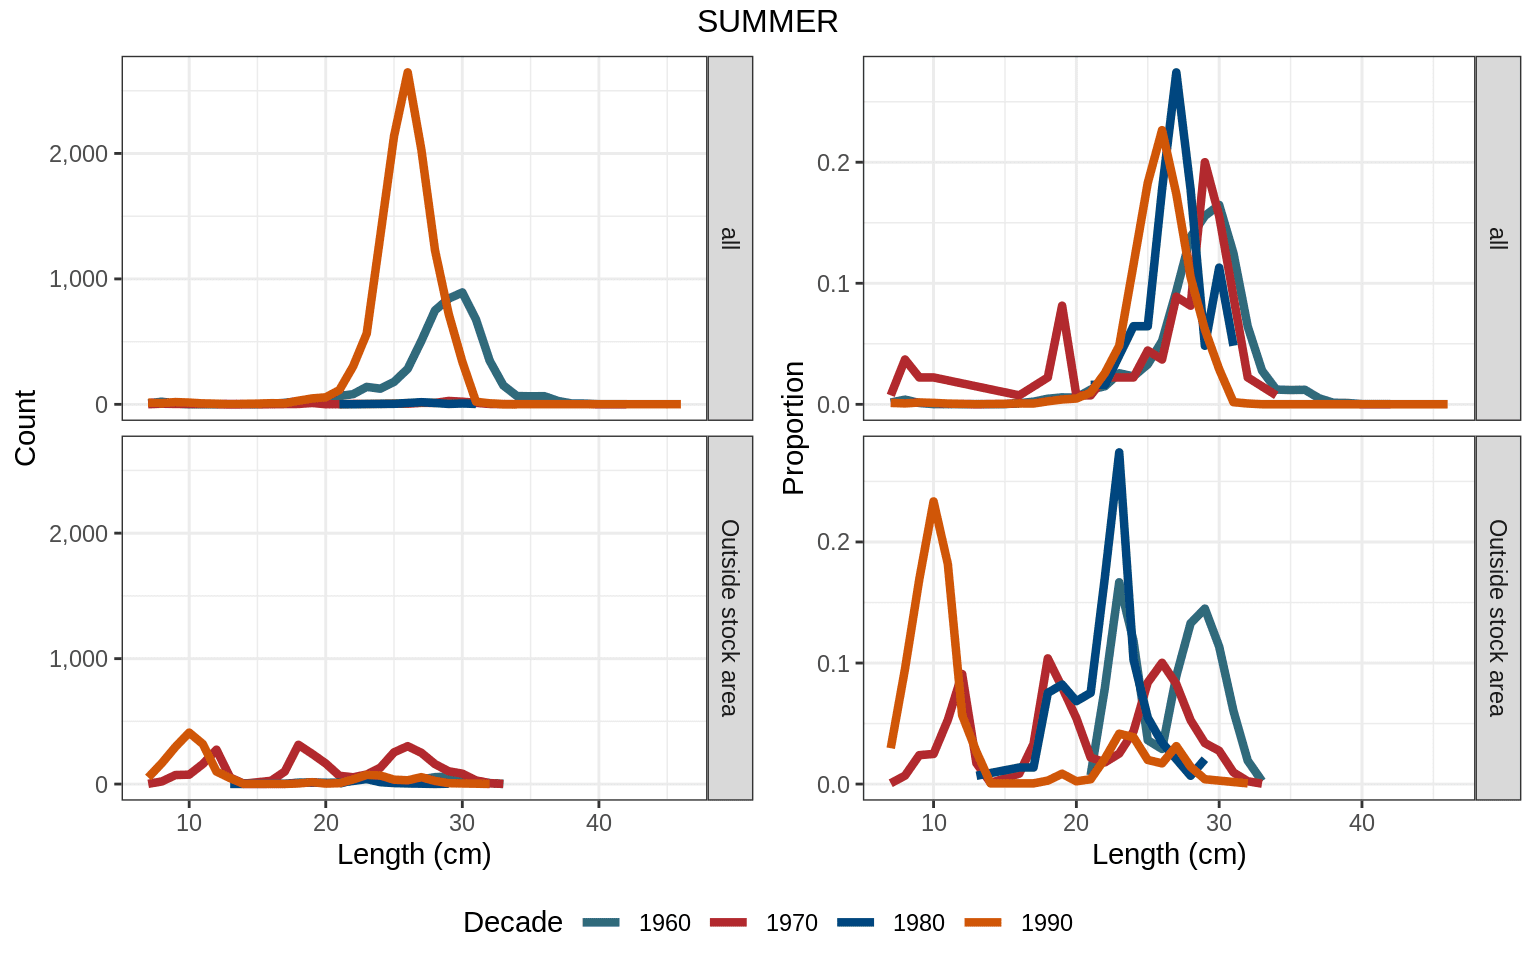 SUMMER
Count
2,000
1,000
0
all
2,000
1,000
0
Outside stock area
10 20 30 40
Length (cm)
Proportion
0.2
0.1
0.0
all
0.2
0.1
0.0
Outside stock area
10 20 30 40
Length (cm)
Decade 1960 1970 1980 1990